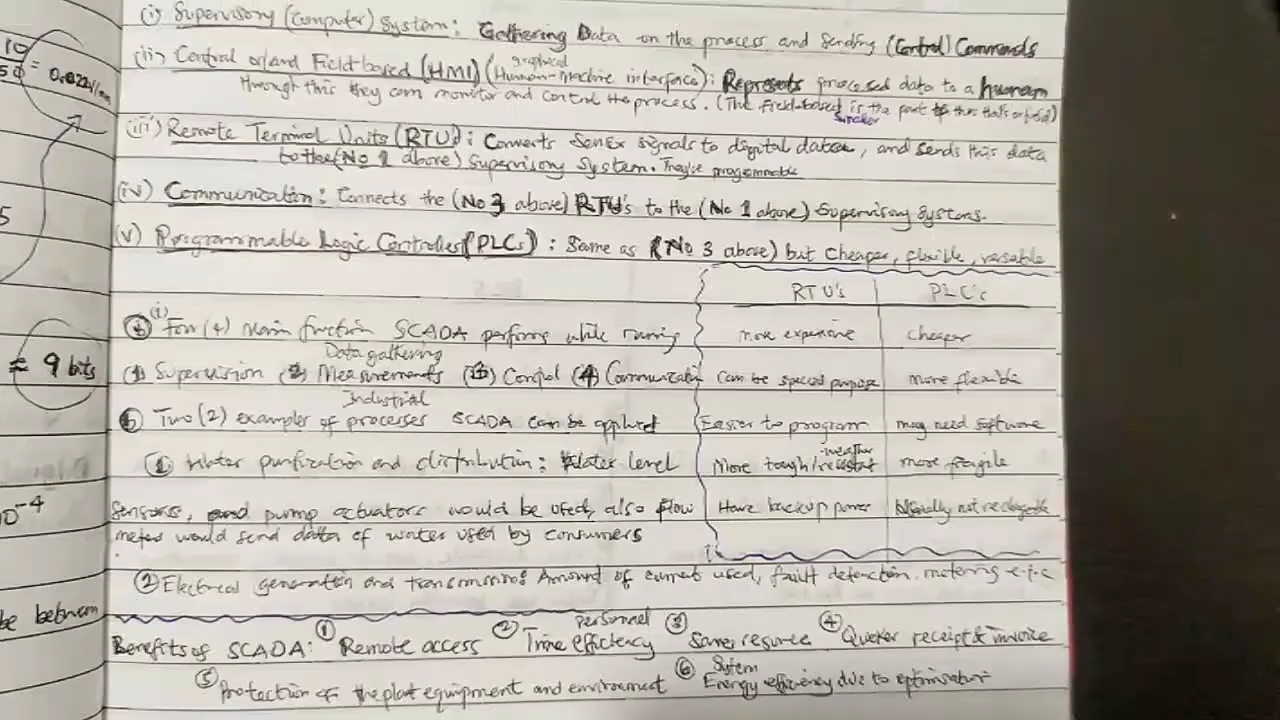 (i) Supervisory (Computer) System: Gathering Data on the process and sending (Control) Commands
(ii) Control or/and Field-based (HMI) (graphical Human-Machine interface): Represents processed data to a human
through this they can monitor and control the process. (The Field-based is the part
(iii) Remote Terminal Units (RTU): Converts sensor signals to digital data, and sends this data
to the (No 1 above) Supervisory System. They're programmable
(iv) Communication: Connects the (No 3 above) RTU's to the (No 1 above) Supervisory Systems.
(v) Programmable Logic Controller (PLCs): Same as (No 3 above) but cheaper, flexible, versatile
RTU's PLC's
more expensive cheaper
can be special purpose more flexible
Easier to program may need software
More tough/weather resistant more fragile
Have backup power Usually not
(i) Four (4) main function SCADA performs while running
(1) Supervision (2) Data gathering Measurements (3) Control (4) Communication
Two (2) examples of Industrial processes SCADA can be applied
① Water purification and distribution: Water level
sensors, and pump actuators would be used, also flow
meters would send data of water used by consumers
② Electrical generation and transmission: Amount of current used, fault detection, metering e.t.c
Benefits of SCADA: ① Remote access ② personnel Time efficiency ③ Saves resource ④ Quicker receipt & invoice
⑤ Protection of the plant equipment and environment ⑥ System Energy efficiency due to optimisation
10
50
5
= 9 bits
10⁻⁴
be between